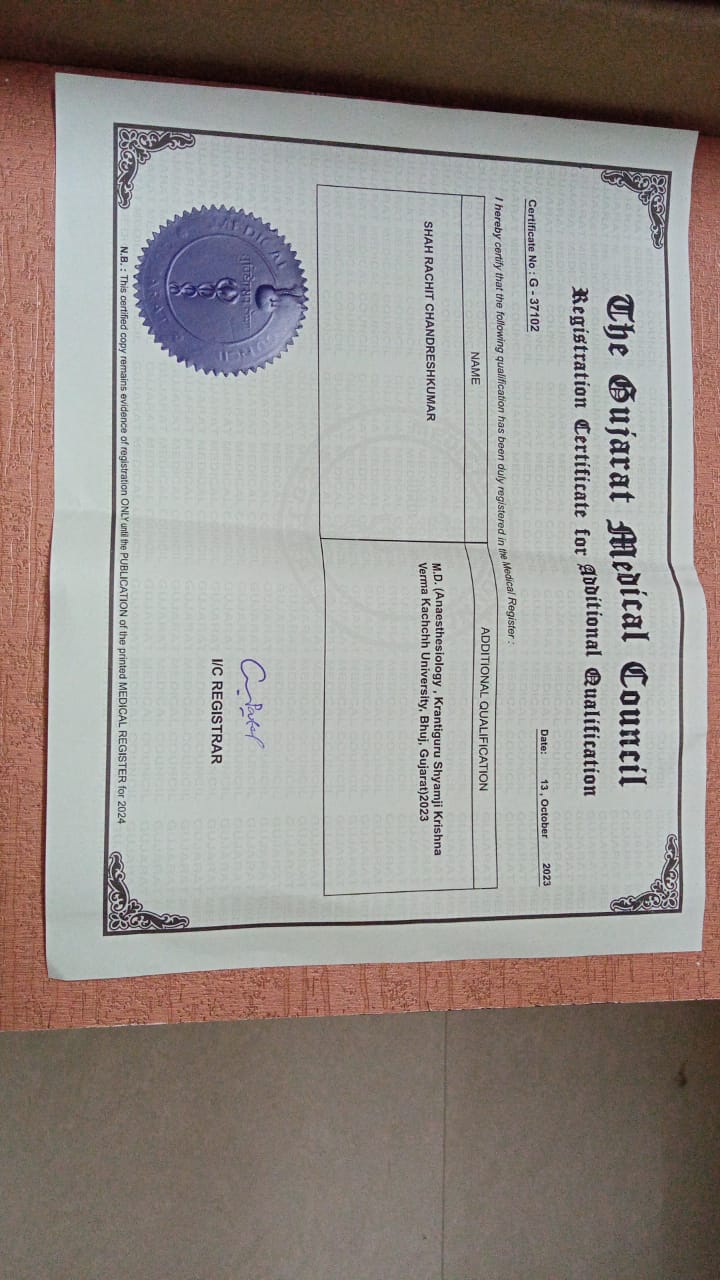 The Gujarat Medical Council
Registration Certificate for Additional Qualification
Certificate No : G - 37102
Date: 13 , October 2023
I hereby certify that the following qualification has been duly registered in the Medical Register :
NAME
ADDITIONAL QUALIFICATION
SHAH RACHIT CHANDRESHKUMAR
M.D. (Anaesthesiology , Krantiguru Shyamji Krishna
Verma Kachchh University, Bhuj, Gujarat)2023
MEDICAL
COUNCIL
I/C REGISTRAR
N.B. : This certified copy remains evidence of registration ONLY until the PUBLICATION of the printed MEDICAL REGISTER for 2024